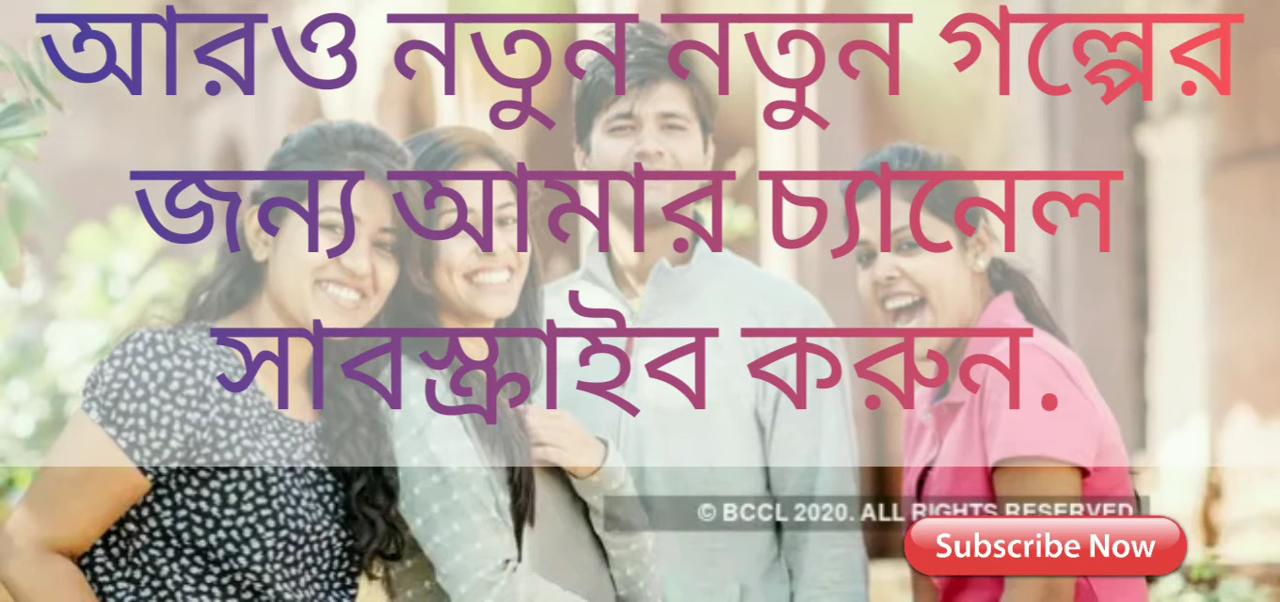 আরও নতুন নতুন গল্পের
জন্য আমার চ্যানেল
সাবস্ক্রাইব করুন.
© BCCL 2020. ALL RIGHTS RESERVED.
Subscribe Now